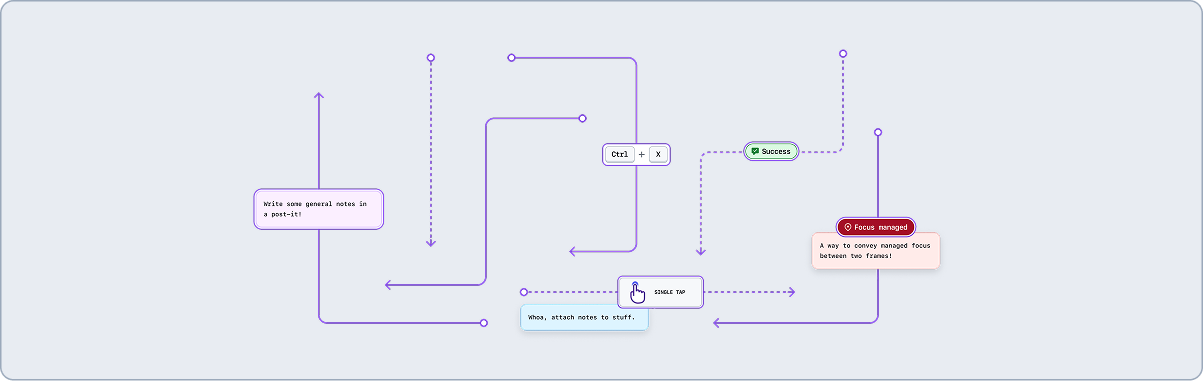 Ctrl + X
Success
Write some general notes in
a post-it!
Focus managed
A way to convey managed focus
between two frames!
SINGLE TAP
Whoa, attach notes to stuff.